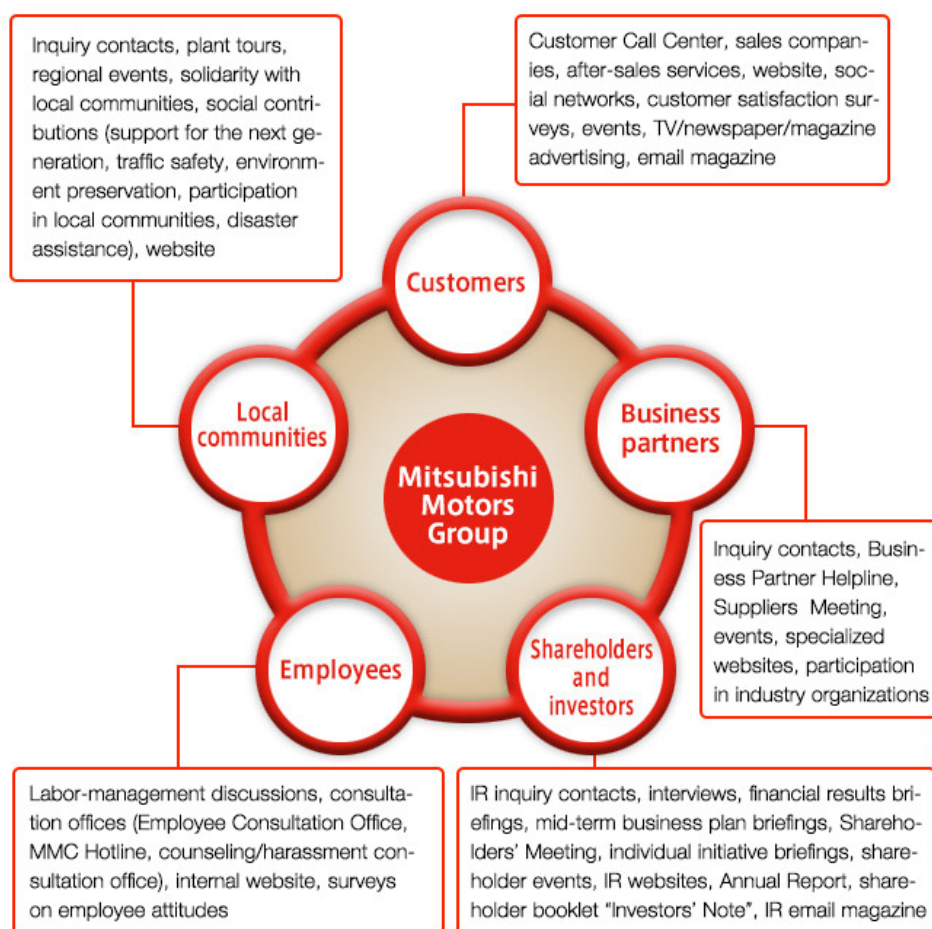 Inquiry contacts, plant tours,
regional events, solidarity with
local communities, social contri-
butions (support for the next ge-
neration, traffic safety, environm-
ent preservation, participation
in local communities, disaster
assistance), website
Customer Call Center, sales compan-
ies, after-sales services, website, soc-
ial networks, customer satisfaction sur-
veys, events, TV/newspaper/magazine
advertising, email magazine
Customers
Local
communities
Business
partners
Mitsubishi
Motors
Group
Inquiry contacts, Busin-
ess Partner Helpline,
Suppliers Meeting,
events, specialized
websites, participation
in industry organizations
Employees
Shareholders
and
investors
Labor-management discussions, consulta-
tion offices (Employee Consultation Office,
MMC Hotline, counseling/harassment con-
sultation office), internal website, surveys
on employee attitudes
IR inquiry contacts, interviews, financial results bri-
efings, mid-term business plan briefings, Shareho-
lders' Meeting, individual initiative briefings, share-
holder events, IR websites, Annual Report, share-
holder booklet "Investors' Note", IR email magazine